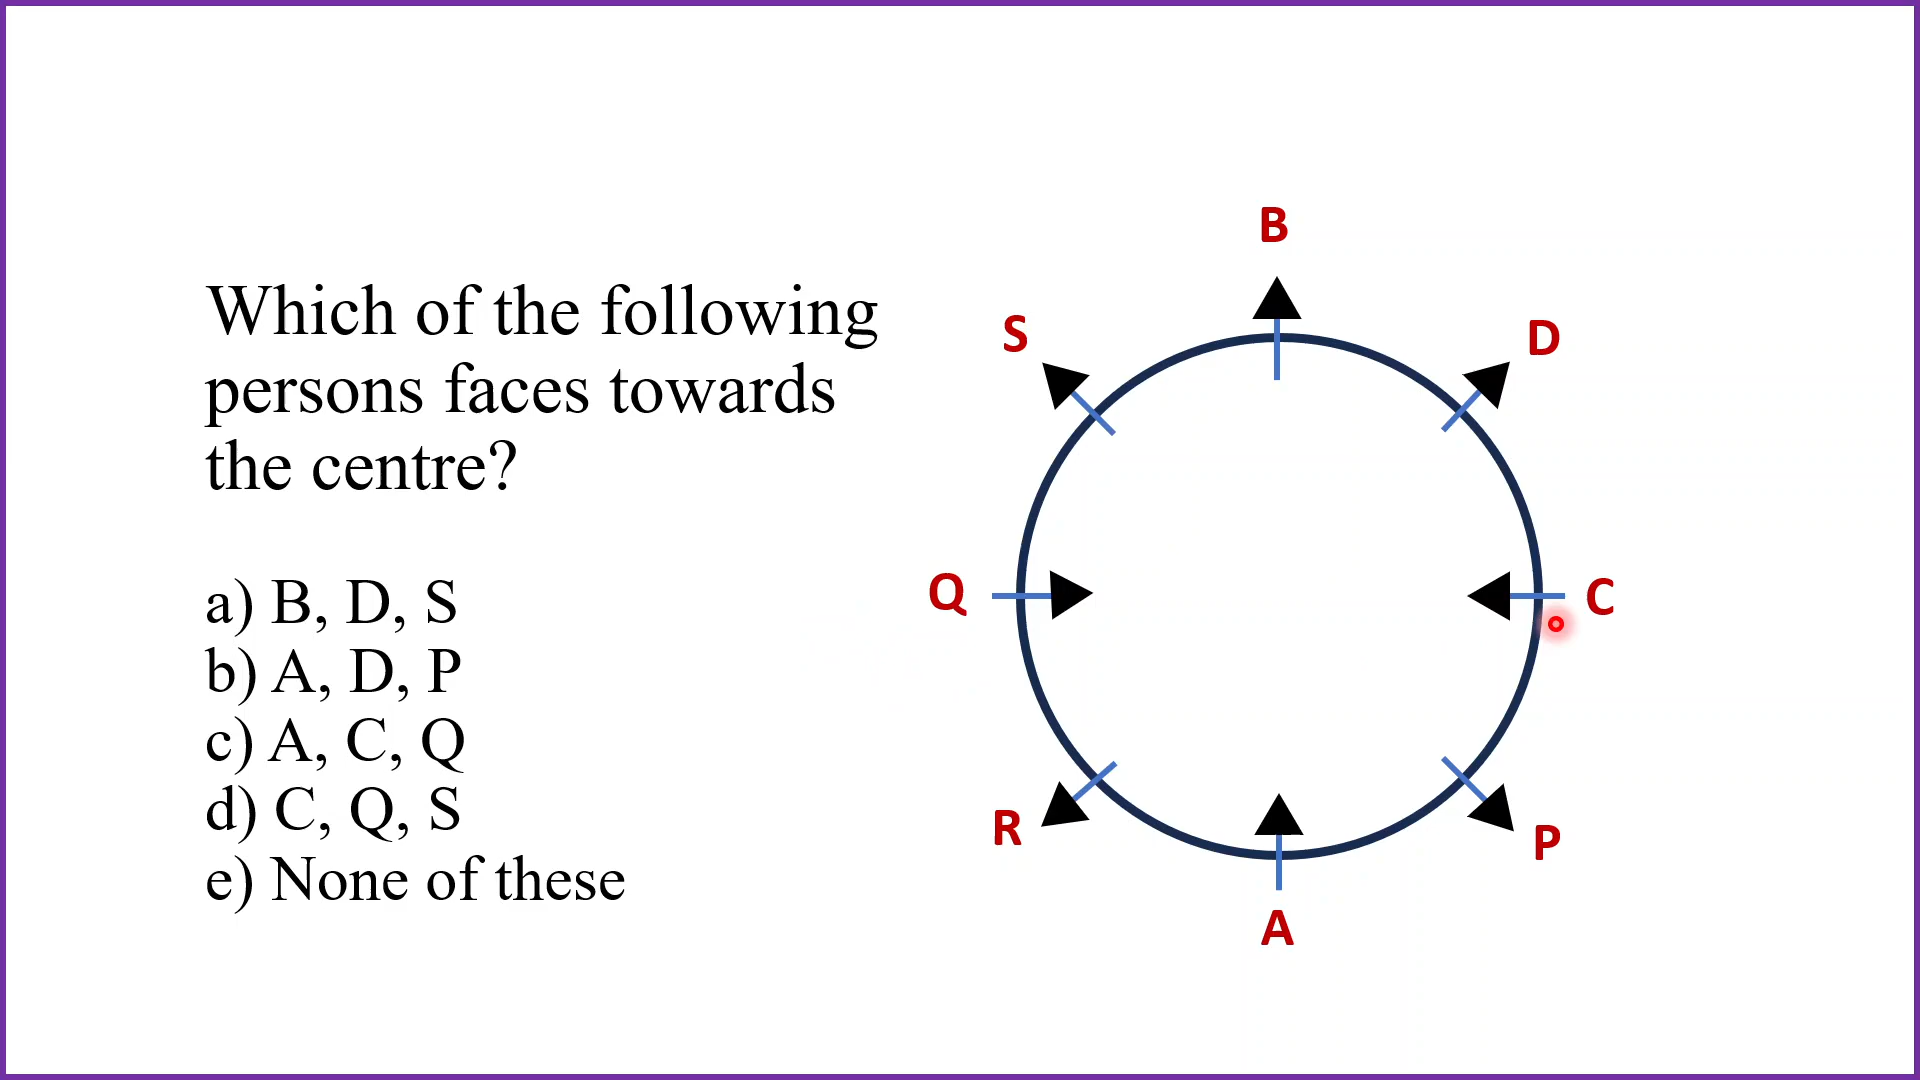 Which of the following
persons faces towards
the centre?
a) B, D, S
b) A, D, P
c) A, C, Q
d) C, Q, S
e) None of these
B
S
D
Q
C
R
P
A